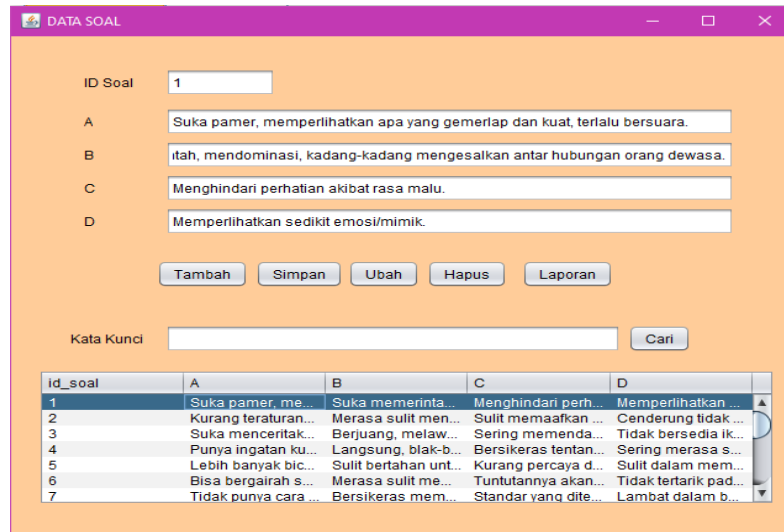 DATA SOAL
ID Soal 1
A Suka pamer, memperlihatkan apa yang gemerlap dan kuat, terlalu bersuara.
B ıtah, mendominasi, kadang-kadang mengesalkan antar hubungan orang dewasa.
C Menghindari perhatian akibat rasa malu.
D Memperlihatkan sedikit emosi/mimik.
Tambah Simpan Ubah Hapus Laporan
Kata Kunci Cari
id_soal A B C D
1 Suka pamer, me... Suka memerinta... Menghindari perh... Memperlihatkan ...
2 Kurang teraturan... Merasa sulit men... Sulit memaafkan ... Cenderung tidak ...
3 Suka menceritak... Berjuang, melaw... Sering memenda... Tidak bersedia ik...
4 Punya ingatan ku... Langsung, blak-b... Bersikeras tentan... Sering merasa s...
5 Lebih banyak bic... Sulit bertahan unt... Kurang percaya d... Sulit dalam mem...
6 Bisa bergairah s... Merasa sulit me... Tuntutannya akan... Tidak tertarik pad...
7 Tidak punya cara ... Bersikeras mem... Standar yang dite... Lambat dalam b...